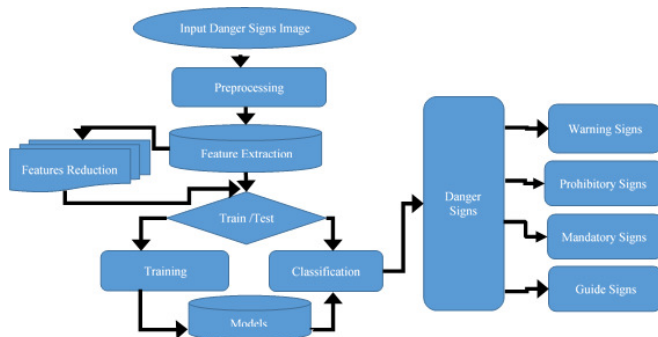 Input Danger Signs Image
Preprocessing
Feature Extraction
Features Reduction
Train /Test
Training
Classification
Models
Danger
Signs
Warning Signs
Prohibitory Signs
Mandatory Signs
Guide Signs